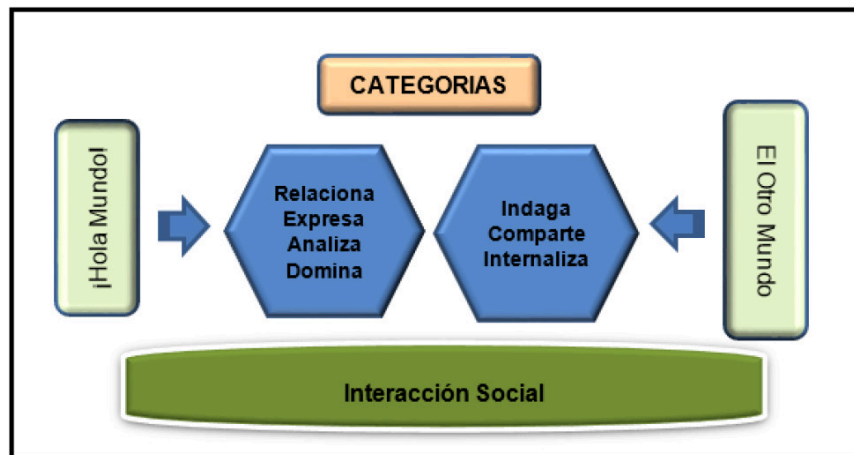 CATEGORIAS
¡Hola Mundo!
Relaciona
Expresa
Analiza
Domina
Indaga
Comparte
Internaliza
El Otro Mundo
Interacción Social